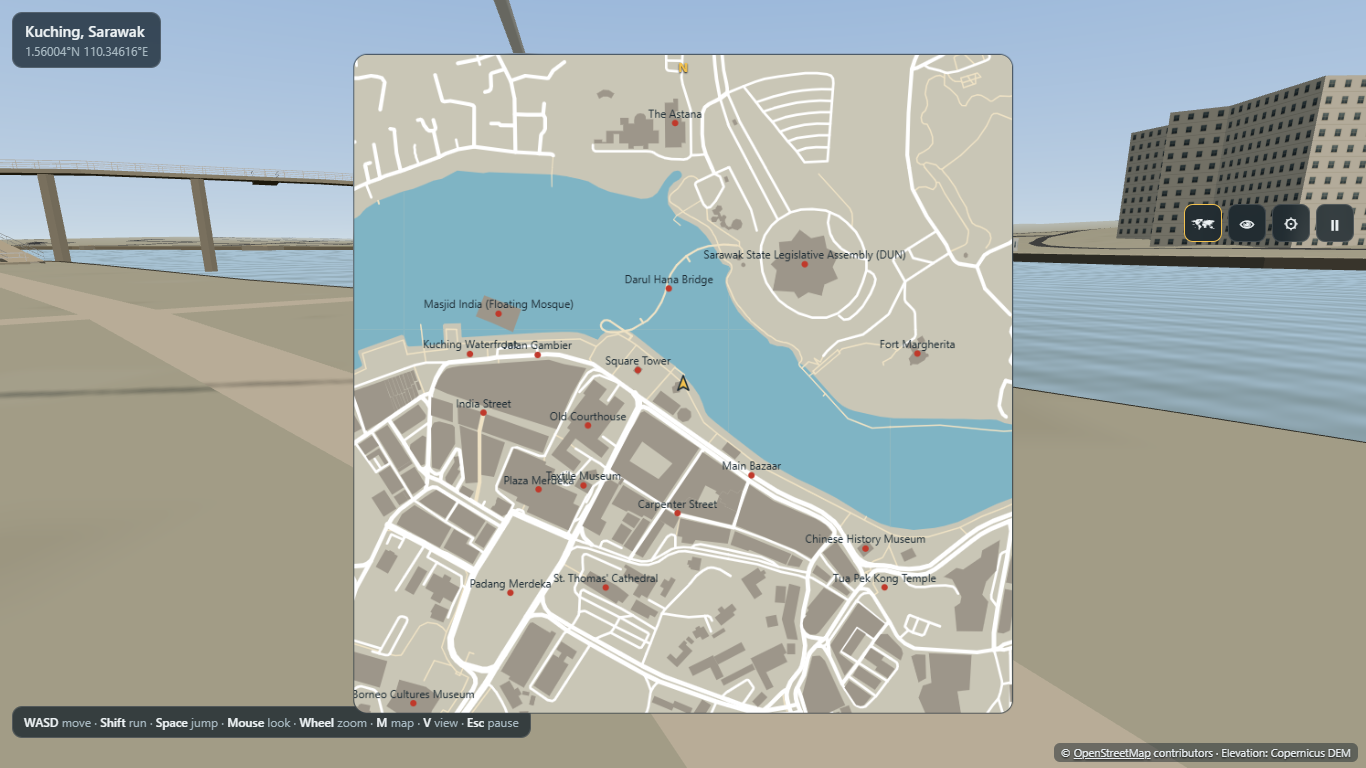 Kuching, Sarawak
1.56004°N 110.34616°E
N
The Astana
Sarawak State Legislative Assembly (DUN)
Darul Hana Bridge
Masjid India (Floating Mosque)
Kuching Waterfront
Jalan Gambier
Fort Margherita
Square Tower
India Street
Old Courthouse
Main Bazaar
Textile Museum
Plaza Merdeka
Carpenter Street
Chinese History Museum
Padang Merdeka
St. Thomas' Cathedral
Tua Pek Kong Temple
Borneo Cultures Museum
WASD move · Shift run · Space jump · Mouse look · Wheel zoom · M map · V view · Esc pause
© OpenStreetMap contributors · Elevation: Copernicus DEM